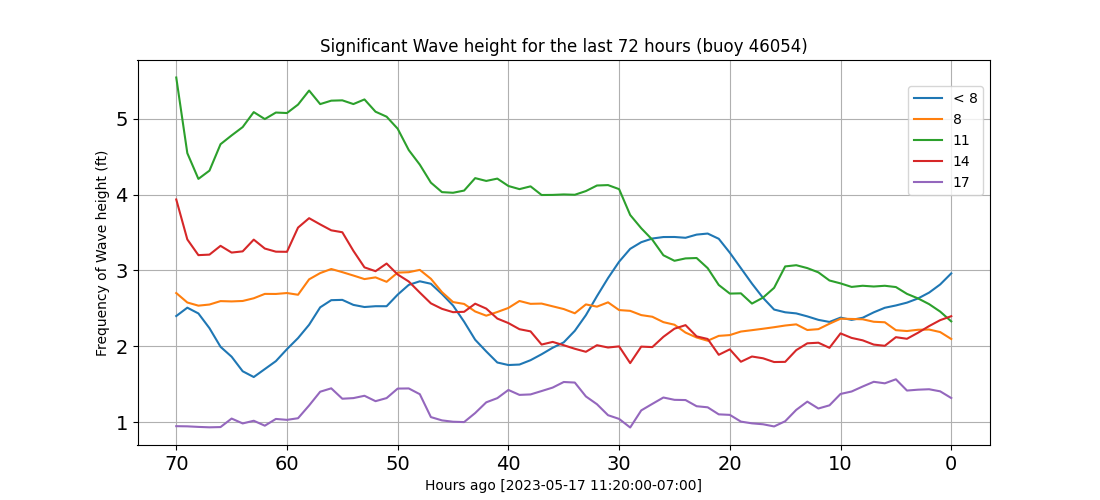 Significant Wave height for the last 72 hours (buoy 46054)
Frequency of Wave height (ft)
5
4
3
2
1
< 8
8
11
14
17
70 60 50 40 30 20 10 0
Hours ago [2023-05-17 11:20:00-07:00]